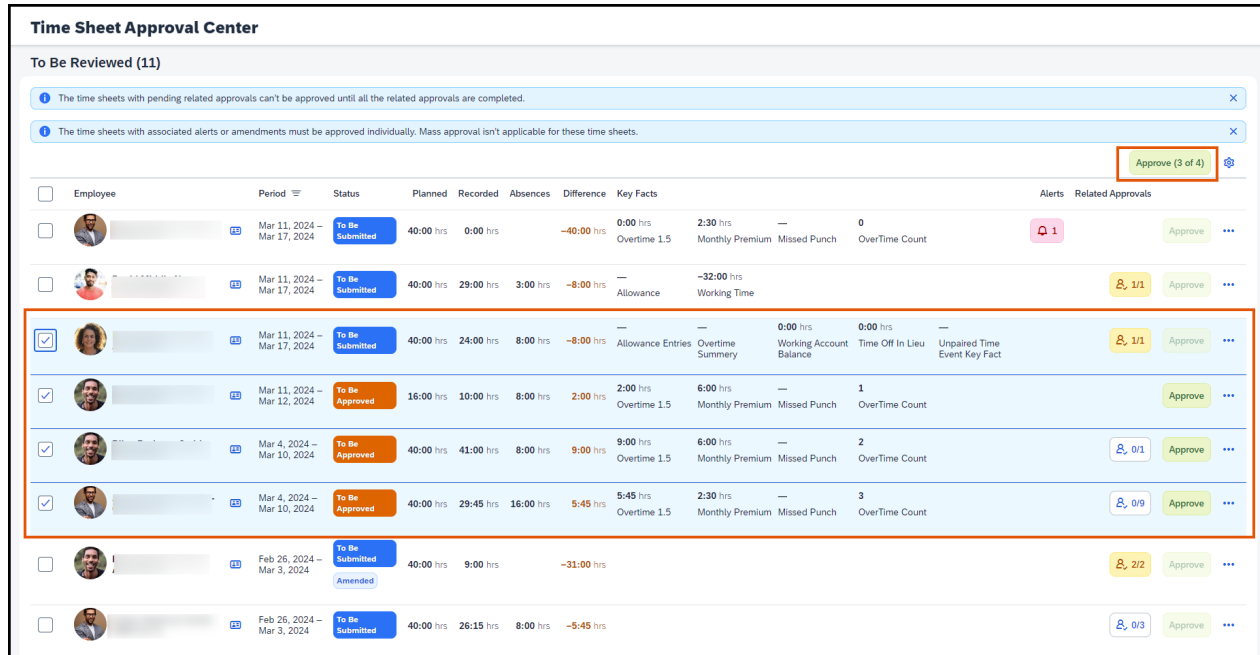 Time Sheet Approval Center
To Be Reviewed (11)
The time sheets with pending related approvals can't be approved until all the related approvals are completed.
The time sheets with associated alerts or amendments must be approved individually. Mass approval isn't applicable for these time sheets.
Approve (3 of 4)
Employee Period Status Planned Recorded Absences Difference Key Facts Alerts Related Approvals
Mar 11, 2024 – To Be 0:00 hrs 2:30 hrs — 0
Mar 17, 2024 Submitted 40:00 hrs 0:00 hrs −40:00 hrs Overtime 1.5 Monthly Premium Missed Punch OverTime Count 1 Approve
Mar 11, 2024 – To Be — −32:00 hrs
Mar 17, 2024 Submitted 40:00 hrs 29:00 hrs 3:00 hrs −8:00 hrs Allowance Working Time 1/1 Approve
Mar 11, 2024 – To Be — — 0:00 hrs 0:00 hrs —
Mar 17, 2024 Submitted 40:00 hrs 24:00 hrs 8:00 hrs −8:00 hrs Allowance Entries Overtime Working Account Time Off In Lieu Unpaired Time 1/1 Approve
Summery Balance Event Key Fact
Mar 11, 2024 – To Be 2:00 hrs 6:00 hrs — 1
Mar 12, 2024 Approved 16:00 hrs 10:00 hrs 8:00 hrs 2:00 hrs Overtime 1.5 Monthly Premium Missed Punch OverTime Count Approve
Mar 4, 2024 – To Be 9:00 hrs 6:00 hrs — 2
Mar 10, 2024 Approved 40:00 hrs 41:00 hrs 8:00 hrs 9:00 hrs Overtime 1.5 Monthly Premium Missed Punch OverTime Count 0/1 Approve
Mar 4, 2024 – To Be 5:45 hrs 2:30 hrs — 3
Mar 10, 2024 Approved 40:00 hrs 29:45 hrs 16:00 hrs 5:45 hrs Overtime 1.5 Monthly Premium Missed Punch OverTime Count 0/9 Approve
Feb 26, 2024 – To Be
Mar 3, 2024 Submitted 40:00 hrs 9:00 hrs −31:00 hrs 2/2 Approve
Amended
Feb 26, 2024 – To Be
Mar 3, 2024 Submitted 40:00 hrs 26:15 hrs 8:00 hrs −5:45 hrs 0/3 Approve